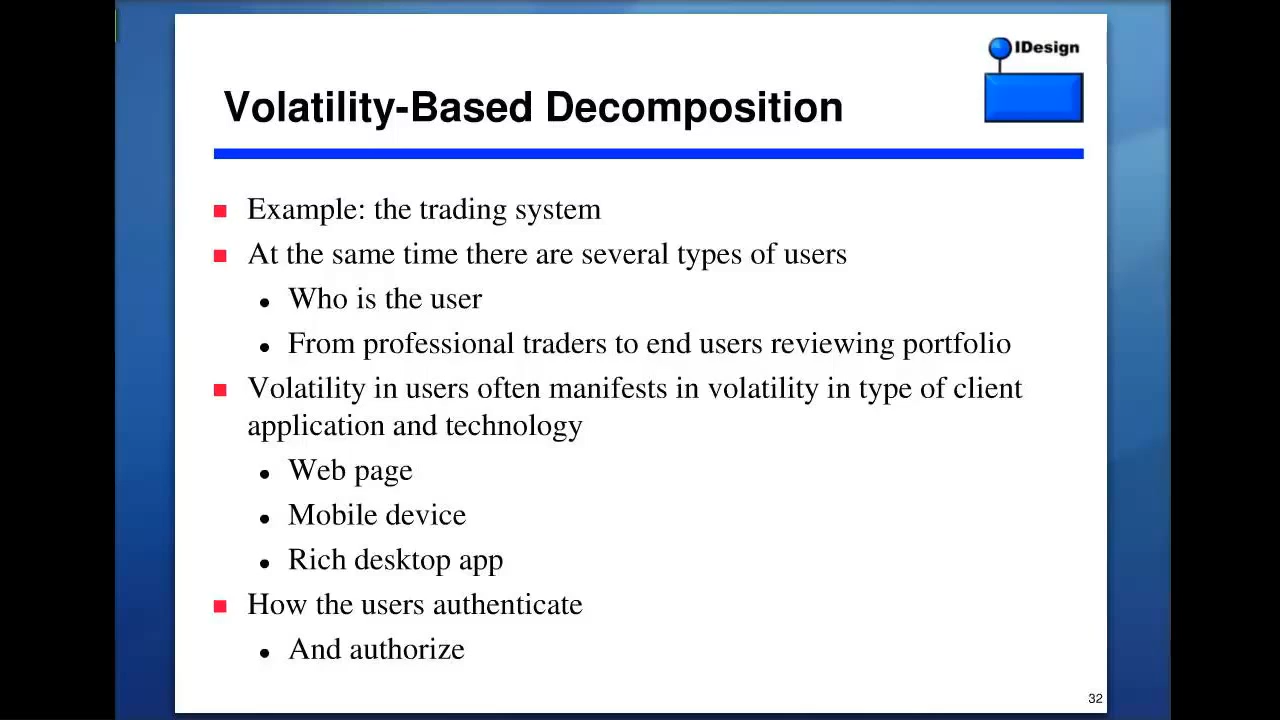 IDesign
Volatility-Based Decomposition
Example: the trading system
At the same time there are several types of users
Who is the user
From professional traders to end users reviewing portfolio
Volatility in users often manifests in volatility in type of client
application and technology
Web page
Mobile device
Rich desktop app
How the users authenticate
And authorize
32